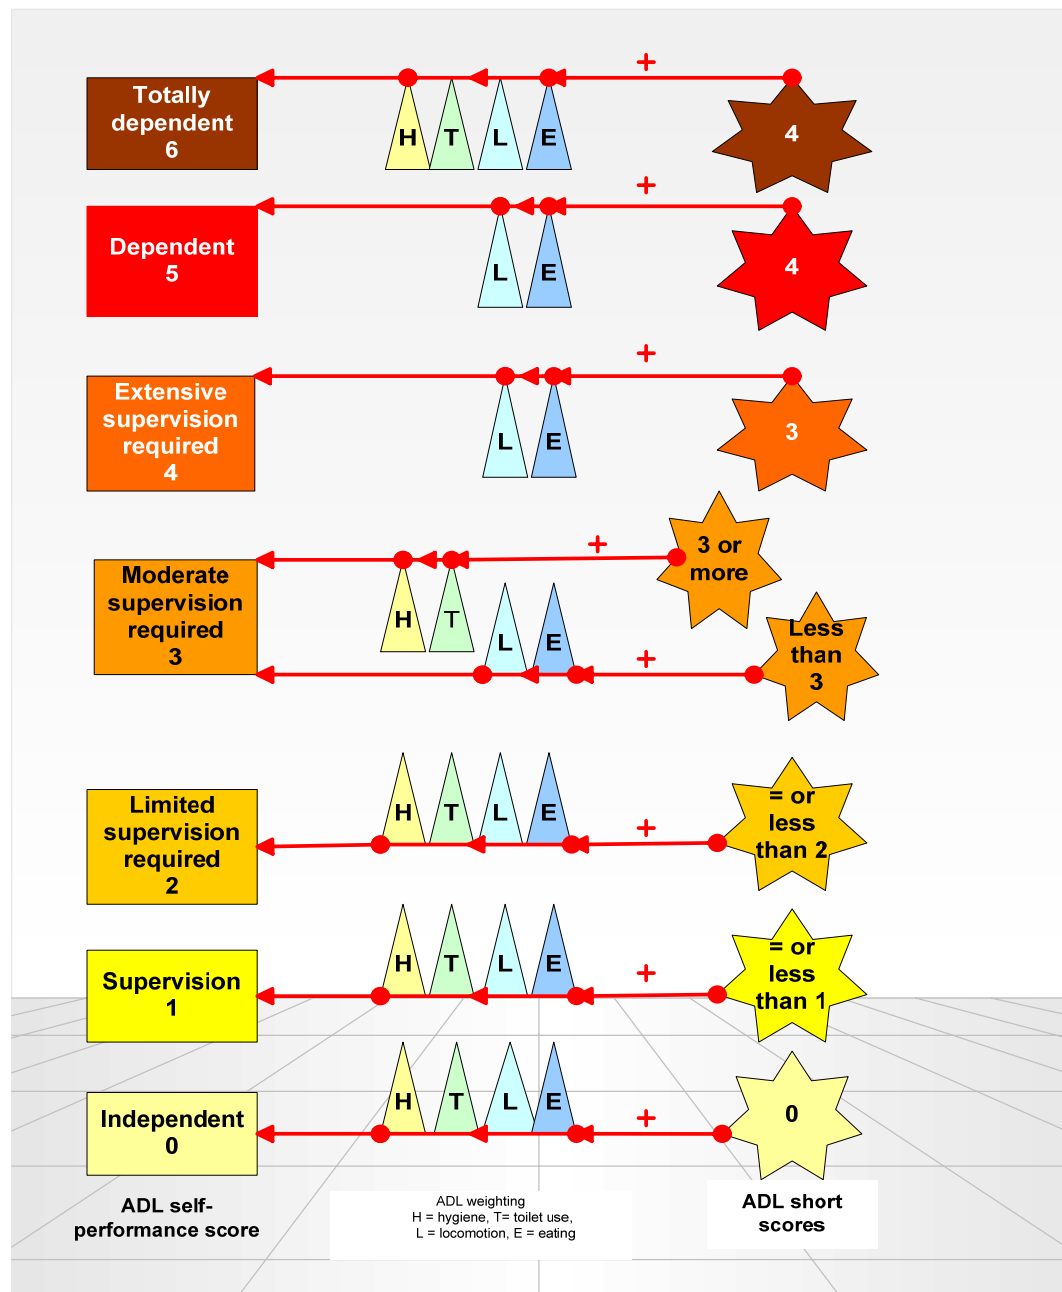 Totally
dependent
6
H T L E
+
4
Dependent
5
L E
+
4
Extensive
supervision
required
4
L E
+
3
Moderate
supervision
required
3
H T
+
3 or
more
L E
+
Less
than
3
Limited
supervision
required
2
H T L E
+
= or
less
than 2
Supervision
1
H T L E
+
= or
less
than 1
Independent
0
H T L E
+
0
ADL self-
performance score
ADL weighting
H = hygiene, T= toilet use,
L = locomotion, E = eating
ADL short
scores